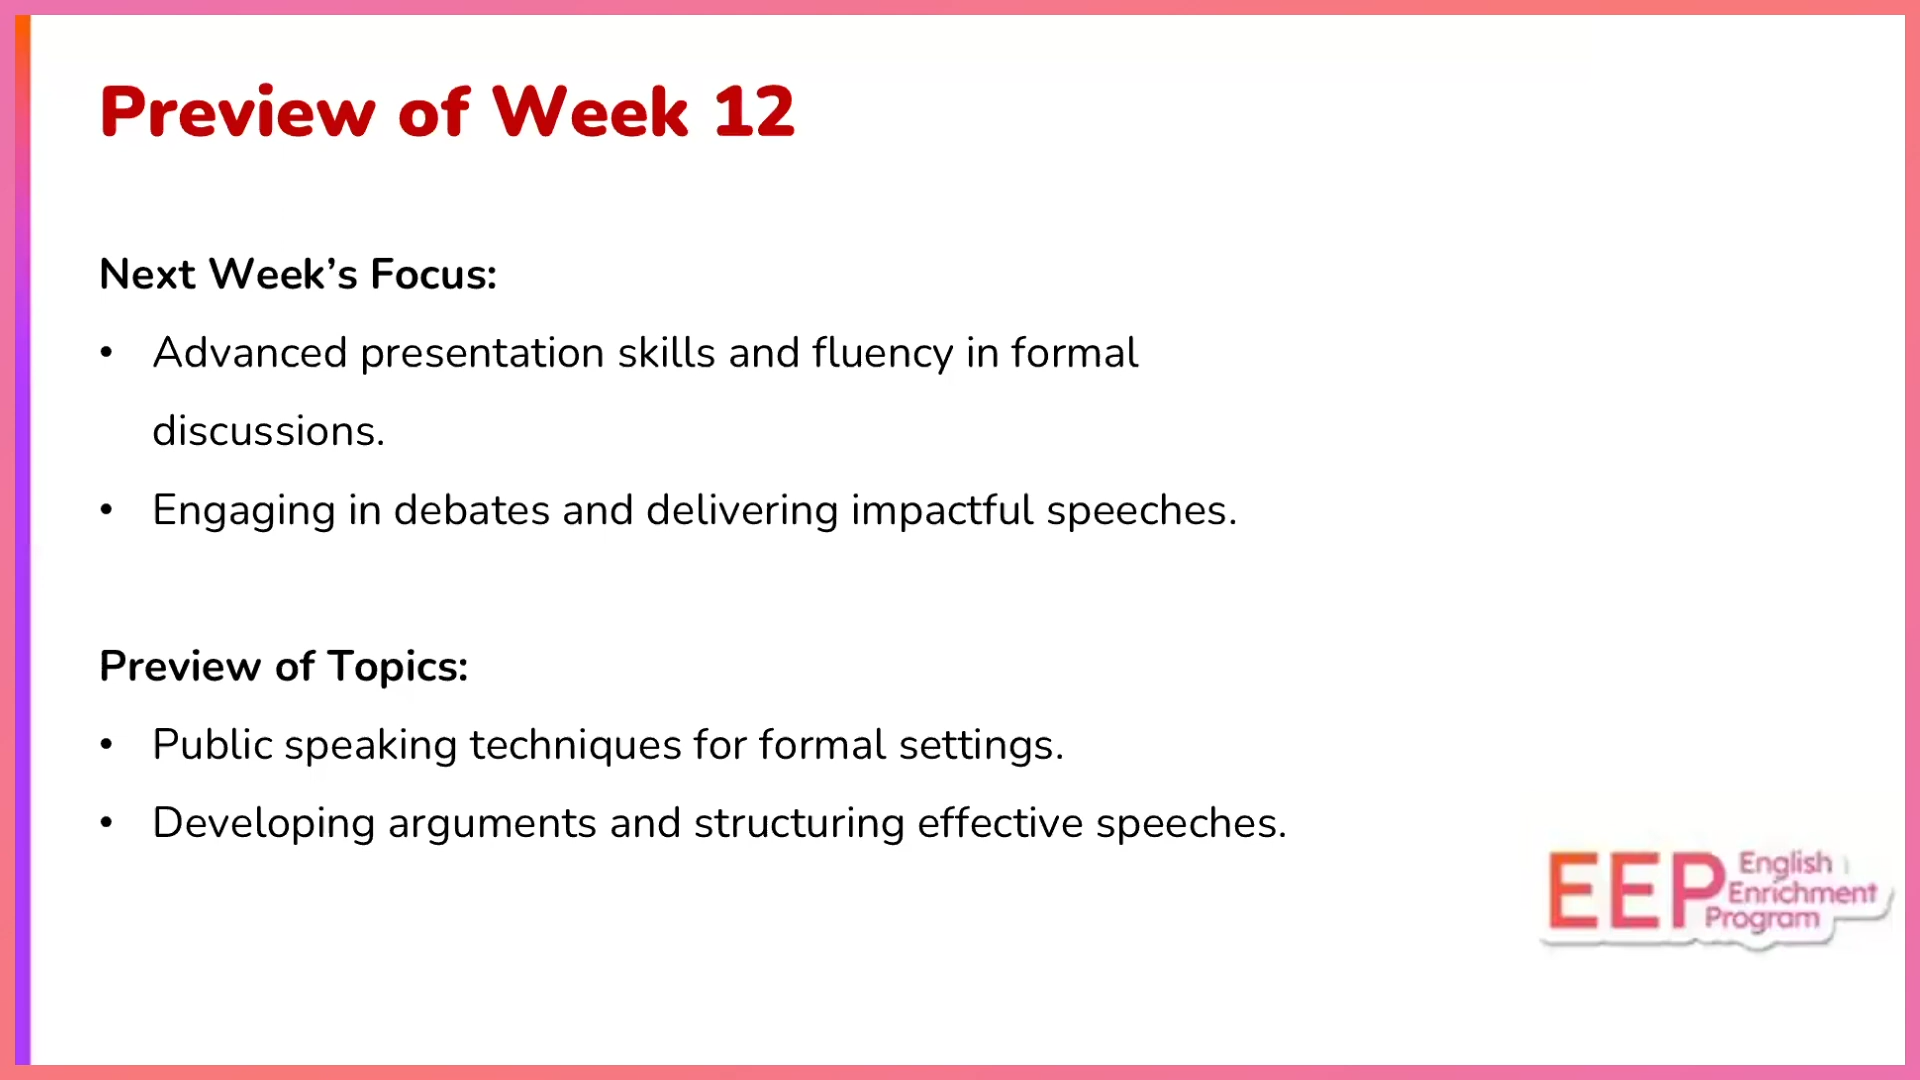 Preview of Week 12
Next Week’s Focus:
• Advanced presentation skills and fluency in formal
discussions.
• Engaging in debates and delivering impactful speeches.
Preview of Topics:
• Public speaking techniques for formal settings.
• Developing arguments and structuring effective speeches.
EEP English
Enrichment
Program